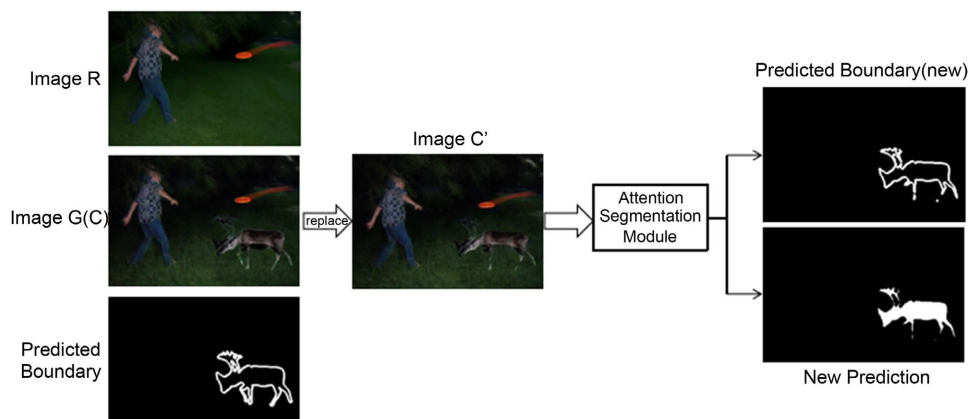 Image R
Image G(C)
Predicted
Boundary
replace
Image C’
Attention
Segmentation
Module
Predicted Boundary(new)
New Prediction